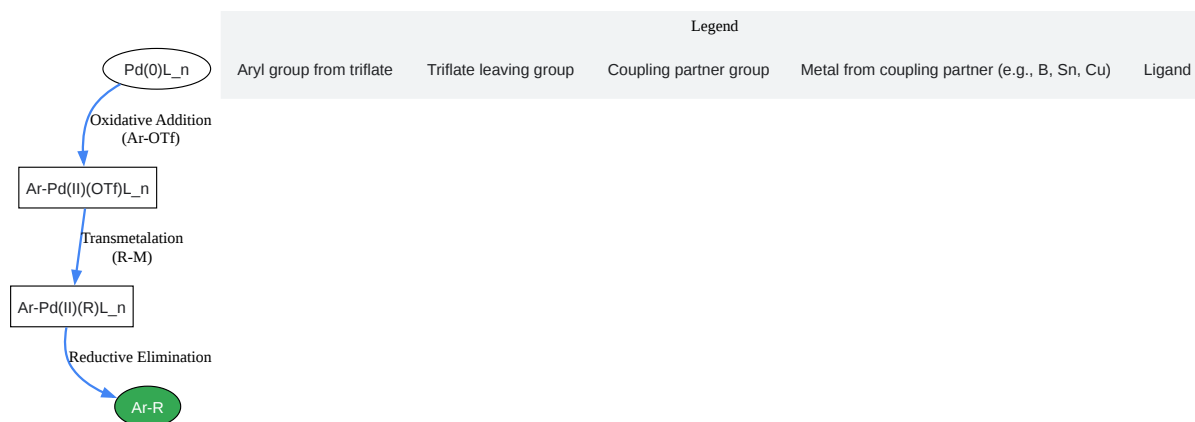 Legend
Pd(0)L_n
Aryl group from triflate
Triflate leaving group
Coupling partner group
Metal from coupling partner (e.g., B, Sn, Cu)
Ligand
Oxidative Addition
(Ar-OTf)
Ar-Pd(II)(OTf)L_n
Transmetalation
(R-M)
Ar-Pd(II)(R)L_n
Reductive Elimination
Ar-R